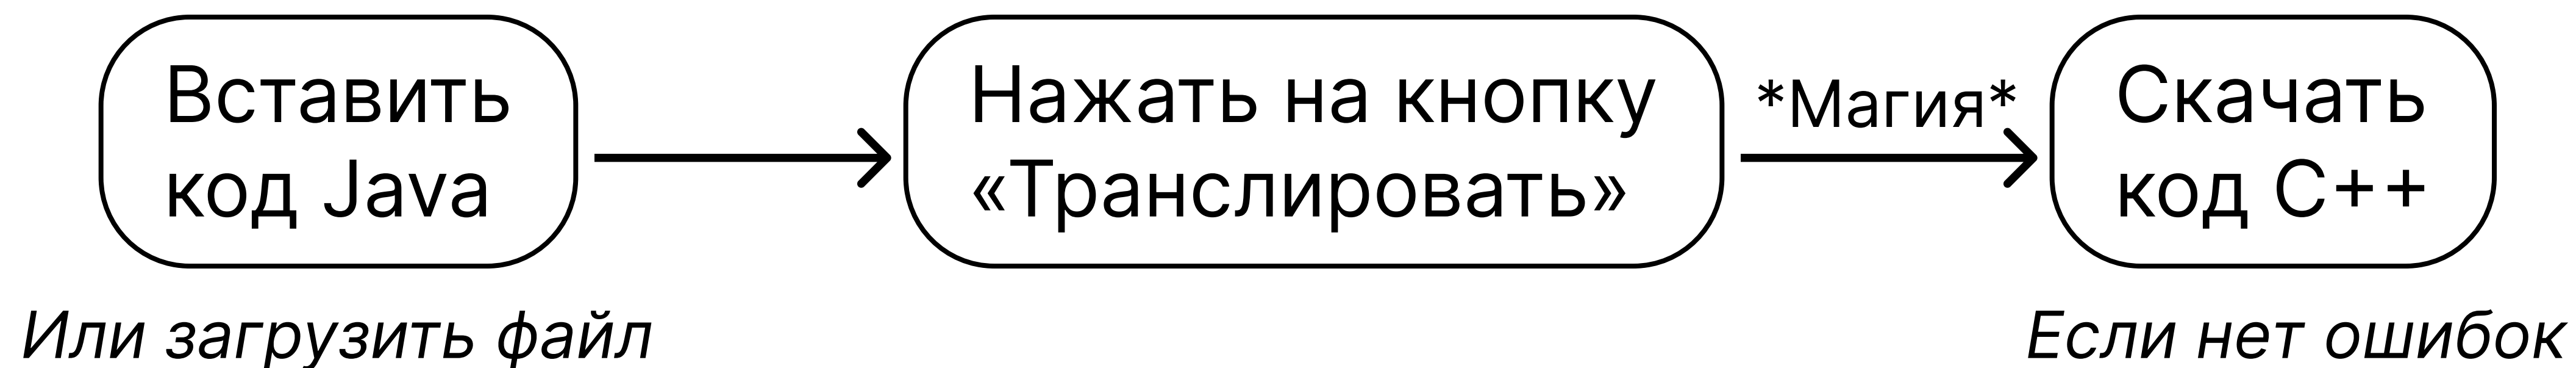 Вставить
код Java
Или загрузить файл
Нажать на кнопку
«Транслировать»
*Магия*
Скачать
код C++
Если нет ошибок